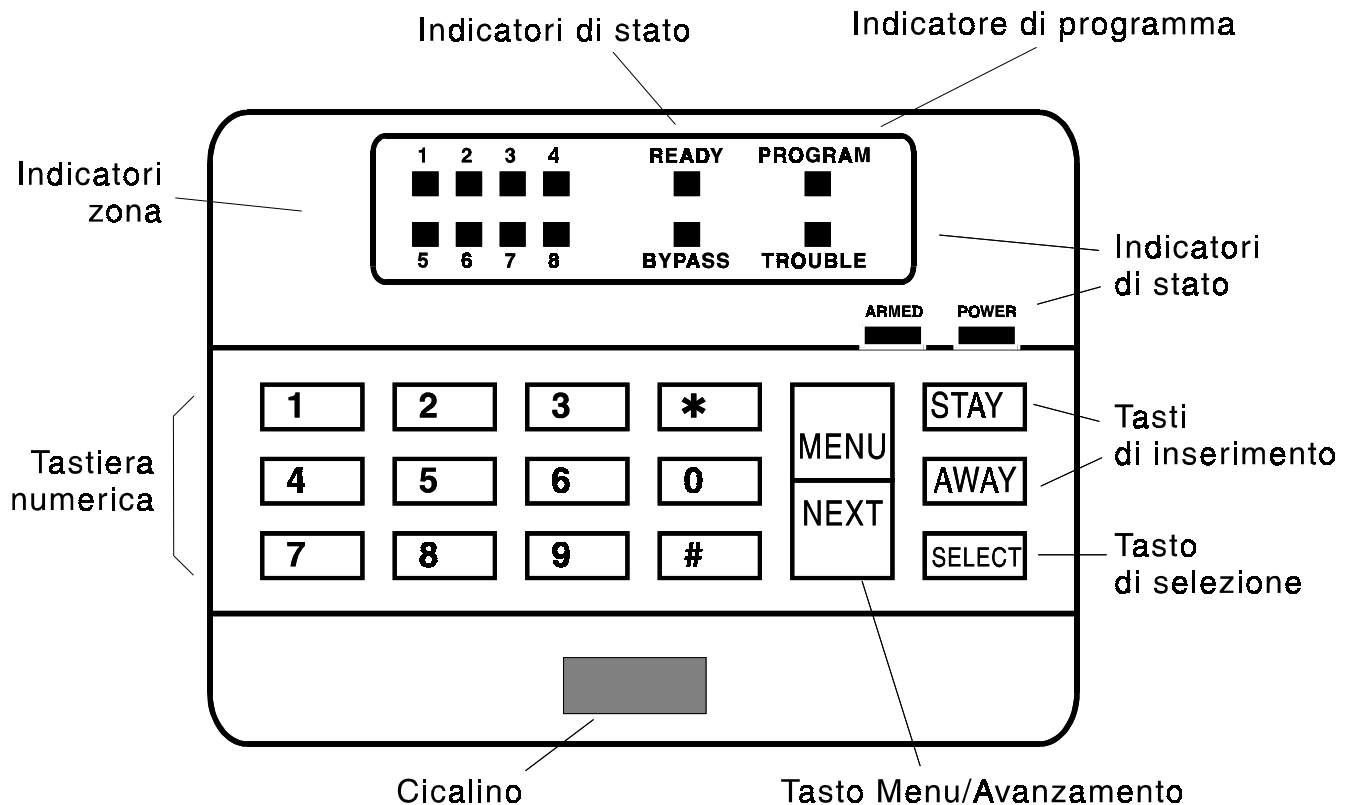 Indicatori di stato
Indicatore di programma
1 2 3 4 READY PROGRAM
Indicatori
zona
5 6 7 8 BYPASS TROUBLE
Indicatori
di stato
ARMED POWER
1 2 3 * MENU STAY
Tasti
di inserimento
Tastiera
numerica
4 5 6 0 NEXT AWAY
7 8 9 # SELECT
Tasto
di selezione
Cicalino
Tasto Menu/Avanzamento